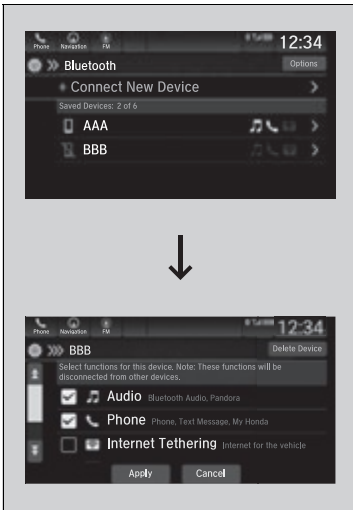 Phone Navigation FM
12:34
Bluetooth
Options
Connect New Device
Saved Devices: 2 of 6
AAA
BBB
Phone Navigation FM
12:34
BBB
Delete Device
Select functions for this device. Note: These functions will be
disconnected from other devices.
Audio Bluetooth Audio, Pandora
Phone Phone, Text Message, My Honda
Internet Tethering Internet for the vehicle
Apply Cancel